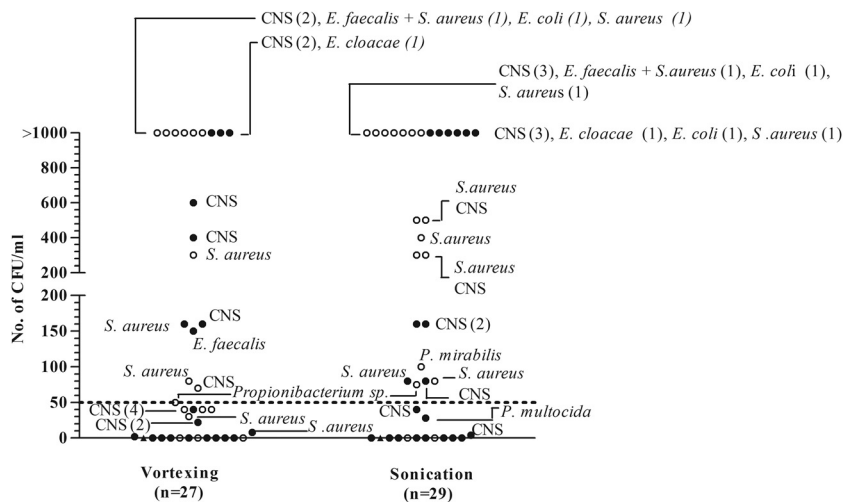 CNS (2), E. faecalis + S. aureus (1), E. coli (1), S. aureus (1)
CNS (2), E. cloacae (1)
CNS (3), E. faecalis + S.aureus (1), E. coli (1),
S. aureus (1)
>1000
CNS (3), E. cloacae (1), E. coli (1), S .aureus (1)
800
600
400
200
No. of CFU/ml
CNS
CNS
S. aureus
S.aureus
CNS
S.aureus
S.aureus
CNS
200
150
100
50
0
S. aureus
CNS
E. faecalis
CNS (2)
S. aureus
CNS
Propionibacterium sp.
P. mirabilis
S. aureus
S. aureus
CNS
CNS (4)
CNS (2)
S. aureus
S .aureus
CNS
P. multocida
CNS
Vortexing
(n=27)
Sonication
(n=29)